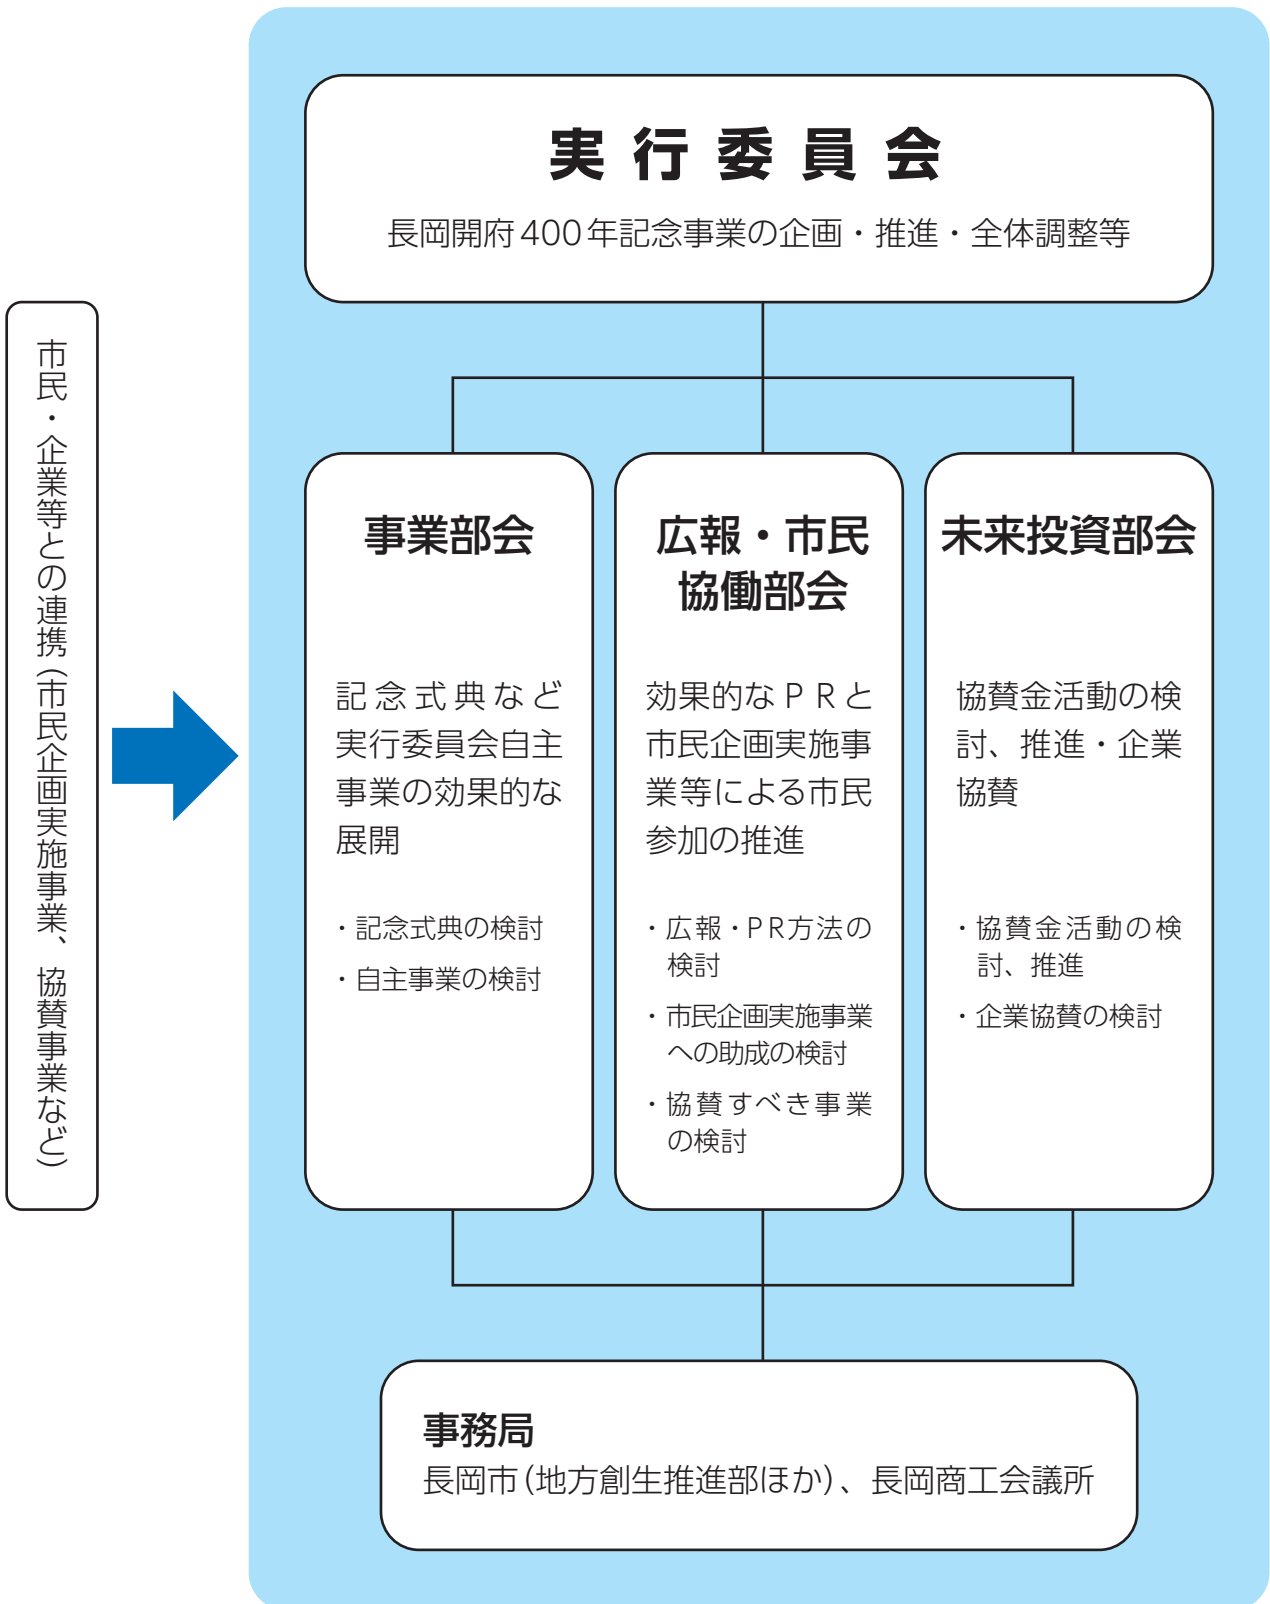 実行委員会
長岡開府400年記念事業の企画・推進・全体調整等
市民・企業等との連携(市民企画実施事業、協賛事業など)
事業部会
記念式典など
実行委員会自主
事業の効果的な
展開
・記念式典の検討
・自主事業の検討
広報・市民
協働部会
効果的なPRと
市民企画実施事
業等による市民
参加の推進
・広報・PR方法の
検討
・市民企画実施事業
への助成の検討
・協賛すべき事業
の検討
未来投資部会
協賛金活動の検
討、推進・企業
協賛
・協賛金活動の検
討、推進
・企業協賛の検討
事務局
長岡市(地方創生推進部ほか)、長岡商工会議所